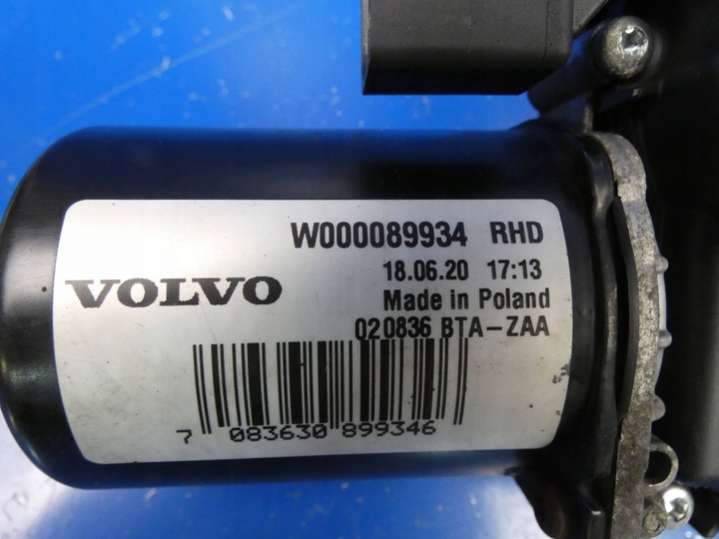 W000089934 RHD
18.06.20 17:13
VOLVO
Made in Poland
020836 BTA-ZAA
7 083630 899346